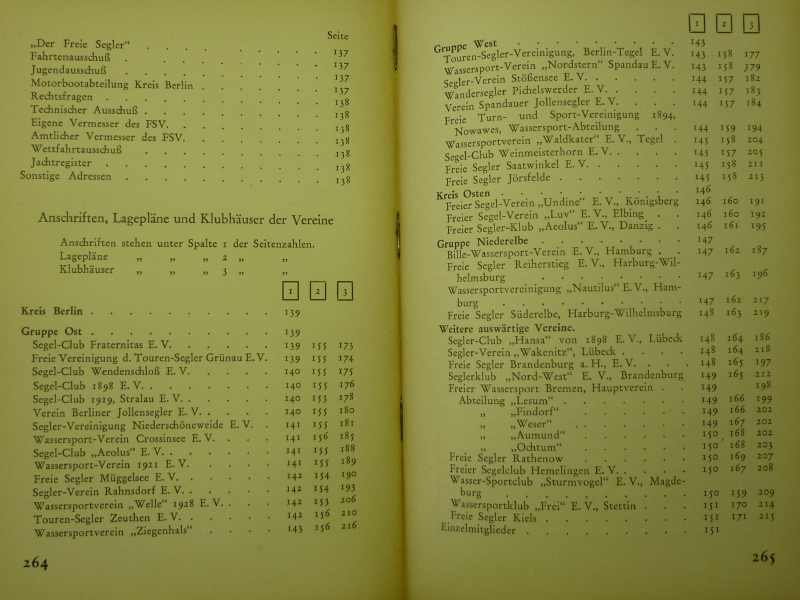 Seite
„Der Freie Segler“ . . . . . . . . . 137
Fahrtenausschuß . . . . . . . . . 137
Jugendausschuß . . . . . . . . . 137
Motorbootabteilung Kreis Berlin . . . . . . 137
Rechtsfragen . . . . . . . . . . 138
Technischer Ausschuß . . . . . . . . 138
Eigene Vermesser des FSV. . . . . . . . 138
Amtlicher Vermesser des FSV. . . . . . . 138
Wettfahrtausschuß . . . . . . . . 138
Jachtregister . . . . . . . . . . 138
Sonstige Adressen . . . . . . . . . 138
Anschriften, Lagepläne und Klubhäuser der Vereine
Anschriften stehen unter Spalte 1 der Seitenzahlen.
Lagepläne „ „ „ 2 „ „
Klubhäuser „ „ „ 3 „ „
1 2 3
Kreis Berlin . . . . . . . . . . 139
Gruppe Ost . . . . . . . . . . 139
Segel-Club Fraternitas E. V. . . . . . . 139 155 173
Freie Vereinigung d. Touren-Segler Grünau E. V. 139 155 174
Segel-Club Wendenschloß E. V. . . . . . 140 155 175
Segel-Club 1898 E. V. . . . . . . . 140 155 176
Segel-Club 1919, Stralau E. V. . . . . . 140 153 178
Verein Berliner Jollensegler E. V. . . . . 140 155 180
Segler-Vereinigung Niederschöneweide E. V. . 141 155 181
Wassersport-Verein Crossinsee E. V. . . . 141 156 185
Segel-Club „Aeolus“ E. V. . . . . . . 141 155 188
Wassersport-Verein 1921 E. V. . . . . . 141 155 189
Freie Segler Müggelsee E. V. . . . . . 142 154 190
Segler-Verein Rahnsdorf E. V. . . . . . 142 154 193
Wassersportverein „Welle“ 1928 E. V. . . . 142 153 206
Touren-Segler Zeuthen E. V. . . . . . 142 156 210
Wassersportverein „Ziegenhals“ . . . . 143 156 216
264
1 2 3
Gruppe West . . . . . . . . . 143
Touren-Segler-Vereinigung, Berlin-Tegel E. V. 143 158 177
Wassersport-Verein „Nordstern“ Spandau E. V. 143 158 179
Segler-Verein Stößensee E. V. . . . . . 144 157 182
Wandersegler Pichelswerder E. V. . . . . 144 157 183
Verein Spandauer Jollensegler E. V. . . . 144 157 184
Freie Turn- und Sport-Vereinigung 1894,
Nowawes, Wassersport-Abteilung . . . 144 159 194
Wassersportverein „Waldkater“ E. V., Tegel . 145 158 204
Segel-Club Weinmeisterhorn E. V. . . . . 145 157 205
Freie Segler Saatwinkel E. V. . . . . . 145 158 211
Freie Segler Jörsfelde . . . . . . . 145 158 213
Kreis Osten . . . . . . . . . . 146
Freier Segel-Verein „Undine“ E. V., Königsberg 146 160 191
Freier Segel-Verein „Luv“ E. V., Elbing . . 146 160 192
Freier Segler-Klub „Aeolus“ E. V., Danzig . . 146 161 195
Gruppe Niederelbe . . . . . . . . 147
Bille-Wassersport-Verein E. V., Hamburg . . 147 162 187
Freie Segler Reiherstieg E. V., Harburg-Wil-
helmsburg . . . . . . . . . 147 163 196
Wassersportvereinigung „Nautilus“ E. V., Ham-
burg . . . . . . . . . . 147 162 217
Freie Segler Süderelbe, Harburg-Wilhelmsburg 148 163 219
Weitere auswärtige Vereine.
Segler-Club „Hansa“ von 1898 E. V., Lübeck 148 164 186
Segler-Verein „Wakenitz“, Lübeck . . . . 148 164 218
Freie Segler Brandenburg a. H., E. V. . . . 148 165 197
Seglerklub „Nord-West“ E. V., Brandenburg 149 165 212
Freier Wassersport Bremen, Hauptverein . . 149 198
Abteilung „Lesum“ . . . . . . . 149 166 199
„ „Findorf“ . . . . . . . 149 166 202
„ „Weser“ . . . . . . . 149 167 202
„ „Aumund“ . . . . . . . 150 168 202
„ „Ochtum“ . . . . . . . 150 168 203
Freie Segler Rathenow . . . . . . . 150 169 207
Freier Segelclub Hemelingen E. V. . . . . 150 167 208
Wasser-Sportclub „Sturmvogel“ E. V., Magde-
burg . . . . . . . . . . 150 159 209
Wassersportklub „Frei“ E. V., Stettin . . . 151 170 214
Freie Segler Kiels . . . . . . . . 151 171 215
Einzelmitglieder . . . . . . . . . 151
265